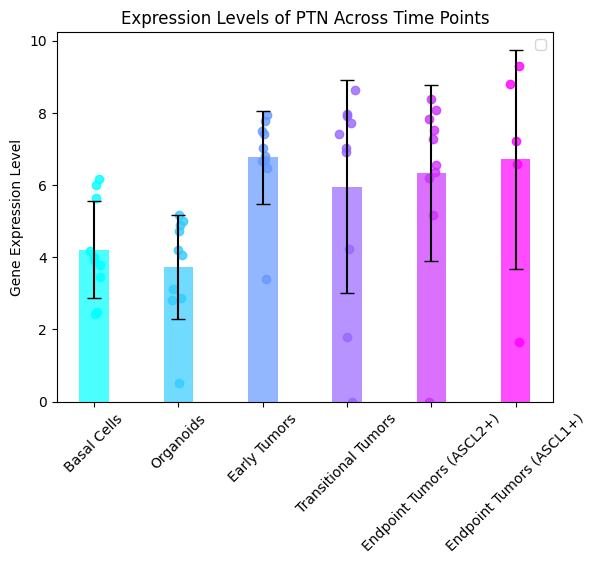 Expression Levels of PTN Across Time Points
Gene Expression Level
10
8
6
4
2
0
Basal Cells
Organoids
Early Tumors
Transitional Tumors
Endpoint Tumors (ASCL2+)
Endpoint Tumors (ASCL1+)